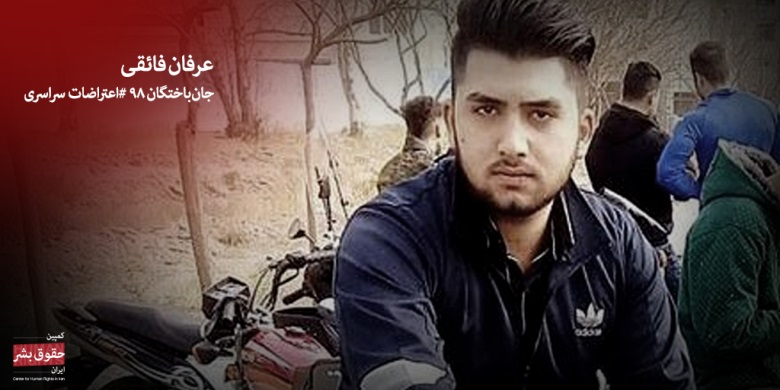 عرفان فائقی
جان‌باختگان ۹۸ #اعتراضات سراسری
adidas
کمپین
حقوق بشر
ایران
Center for Human Rights in Iran